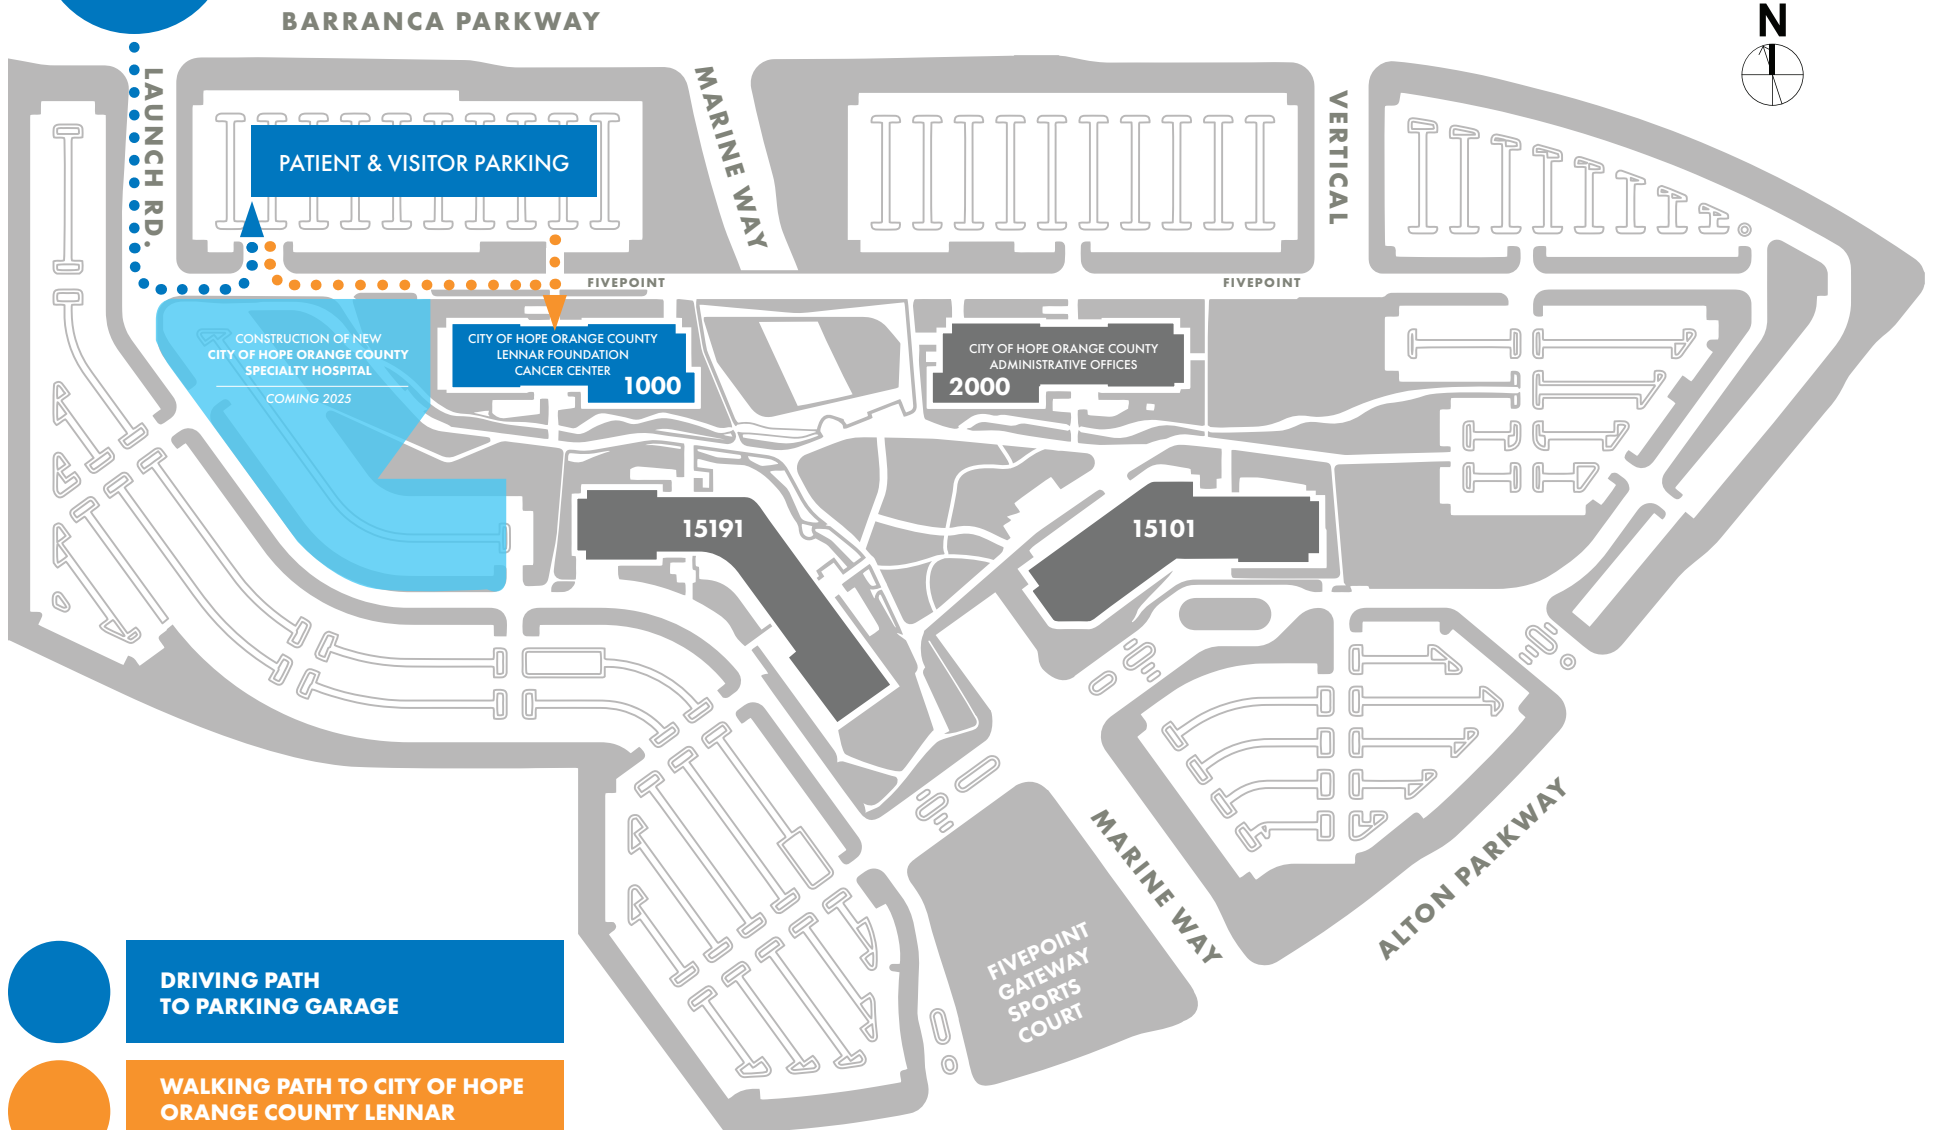 BARRANCA PARKWAY
N
LAUNCH RD.
MARINE WAY
VERTICAL
PATIENT & VISITOR PARKING
FIVEPOINT
FIVEPOINT
CONSTRUCTION OF NEW
CITY OF HOPE ORANGE COUNTY
SPECIALTY HOSPITAL
COMING 2025
CITY OF HOPE ORANGE COUNTY
LENNAR FOUNDATION
CANCER CENTER
1000
CITY OF HOPE ORANGE COUNTY
ADMINISTRATIVE OFFICES
2000
15191
15101
MARINE WAY
ALTON PARKWAY
FIVEPOINT
GATEWAY
SPORTS
COURT
DRIVING PATH
TO PARKING GARAGE
WALKING PATH TO CITY OF HOPE
ORANGE COUNTY LENNAR